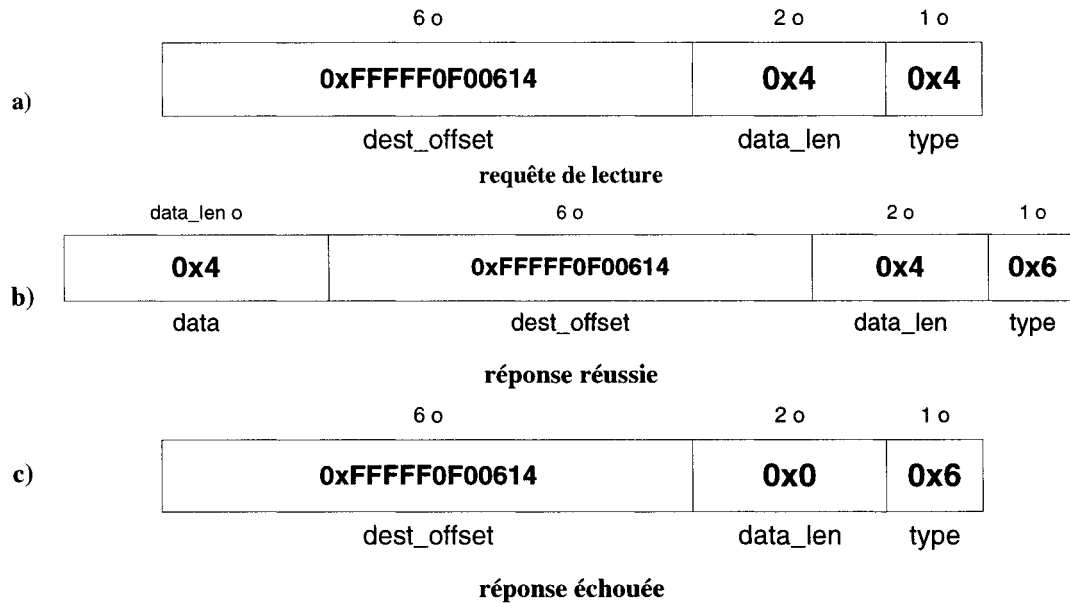 6 o 2 o 1 o
a) 0xFFFFF0F00614 0x4 0x4
dest_offset data_len type
requête de lecture
data_len o 6 o 2 o 1 o
b) 0x4 0xFFFFF0F00614 0x4 0x6
data dest_offset data_len type
réponse réussie
6 o 2 o 1 o
c) 0xFFFFF0F00614 0x0 0x6
dest_offset data_len type
réponse échouée